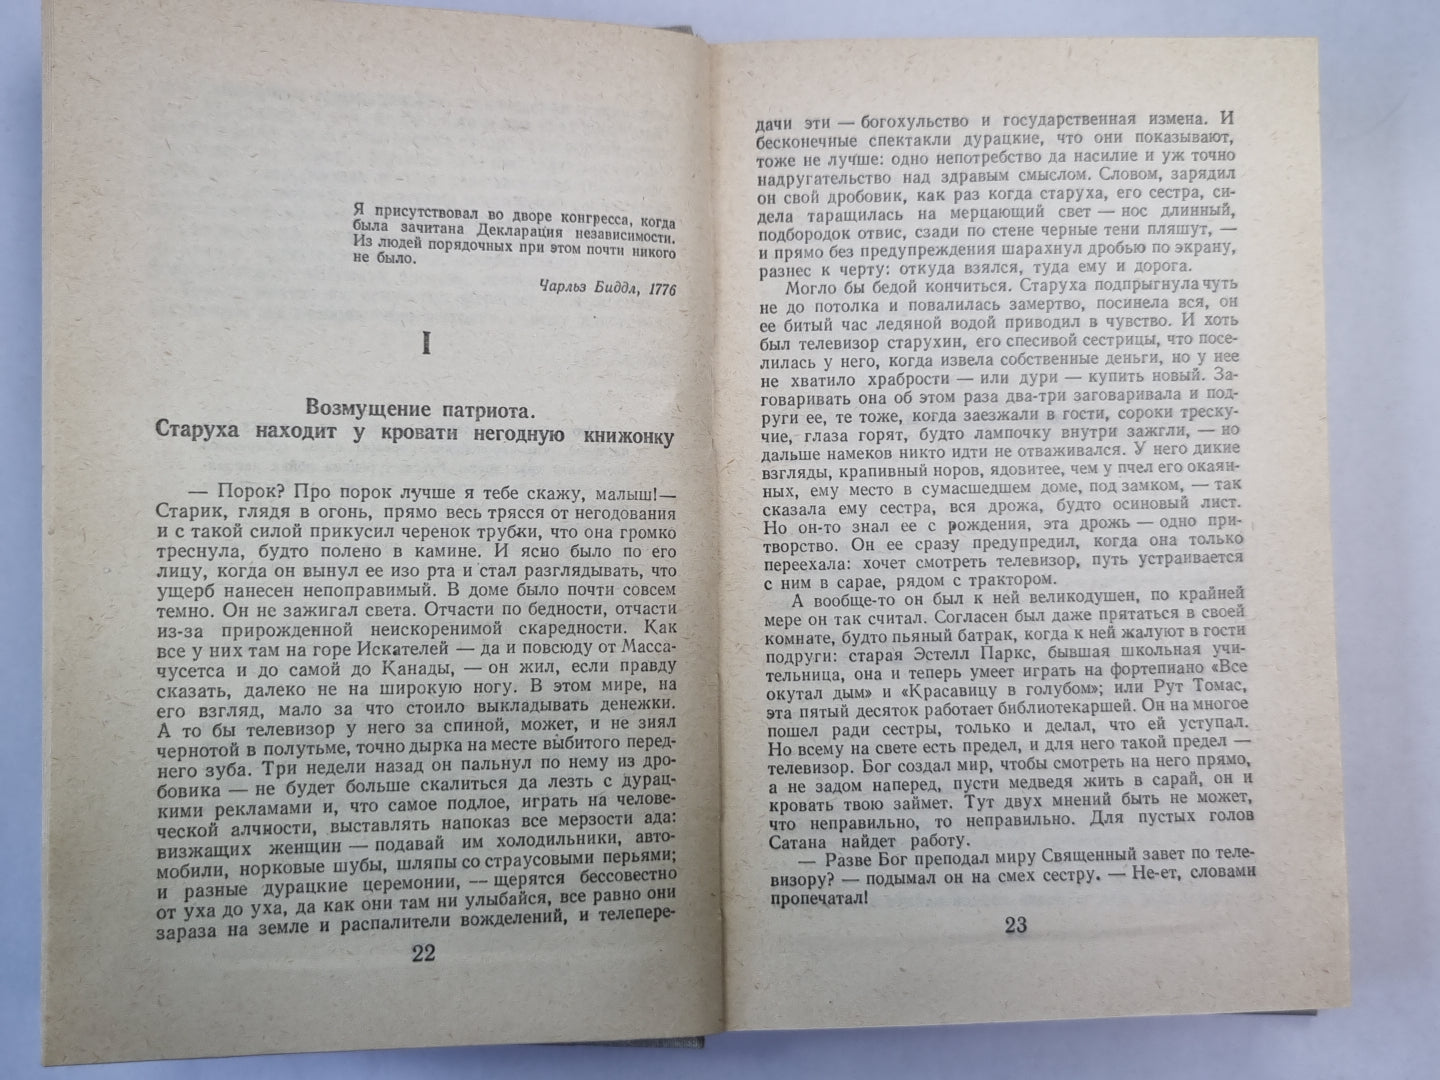 Я присутствовал во дворе конгресса, когда
была зачитана Декларация независимости.
Из людей порядочных при этом почти никого
не было.
Чарльз Биддл, 1776
I
Возмущение патриота.
Старуха находит у кровати негодную книжонку
— Порок? Про порок лучше я тебе скажу, малыш!—
Старик, глядя в огонь, прямо весь трясся от негодования
и с такой силой прикусил черенок трубки, что она громко
треснула, будто полено в камине. И ясно было по его
лицу, когда он вынул ее изо рта и стал разглядывать, что
ущерб нанесен непоправимый. В доме было почти совсем
темно. Он не зажигал света. Отчасти по бедности, отчасти
из-за прирожденной неискоренимой скаредности. Как
все у них там на горе Искателей — да и повсюду от Масса-
чусетса и до самой до Канады, — он жил, если правду
сказать, далеко не на широкую ногу. В этом мире, на
его взгляд, мало за что стоило выкладывать денежки.
А то бы телевизор у него за спиной, может, и не зиял
чернотой в полутьме, точно дырка на месте выбитого перед-
него зуба. Три недели назад он пальнул по нему из дро-
бовика — не будет больше скалиться да лезть с дурац-
кими рекламами и, что самое подлое, играть на челове-
ческой алчности, выставлять напоказ все мерзости ада:
визжащих женщин — подавай им холодильники, авто-
мобили, норковые шубы, шляпы со страусовыми перьями;
и разные дурацкие церемонии, — щерятся бессовестно
от уха до уха, да как они там ни улыбайся, все равно они
зараза на земле и распалители вожделений, и телепере-
22
дачи эти — богохульство и государственная измена. И
бесконечные спектакли дурацкие, что они показывают,
тоже не лучше: одно непотребство да насилие и уж точно
надругательство над здравым смыслом. Словом, зарядил
он свой дробовик, как раз когда старуха, его сестра, си-
дела таращилась на мерцающий свет — нос длинный,
подбородок отвис, сзади по стене черные тени пляшут, —
и прямо без предупреждения шарахнул дробью по экрану,
разнес к черту: откуда взялся, туда ему и дорога.
Могло бы бедой кончиться. Старуха подпрыгнула чуть
не до потолка и повалилась замертво, посинела вся, он
ее битый час ледяной водой приводил в чувство. И хоть
был телевизор старухин, его спесивой сестрицы, что посе-
лилась у него, когда извела собственные деньги, но у нее
не хватило храбрости — или дури — купить новый. За-
говаривать она об этом раза два-три заговаривала и под-
руги ее, те тоже, когда заезжали в гости, сороки треску-
чие, глаза горят, будто лампочку внутри зажгли, — но
дальше намеков никто идти не отваживался. У него дикие
взгляды, крапивный норов, ядовитее, чем у пчел его окаян-
ных, ему место в сумасшедшем доме, под замком, — так
сказала ему сестра, вся дрожа, будто осиновый лист.
Но он-то знал ее с рождения, эта дрожь — одно при-
творство. Он ее сразу предупредил, когда она только
переехала: хочет смотреть телевизор, путь устраивается
с ним в сарае, рядом с трактором.
А вообще-то он был к ней великодушен, по крайней
мере он так считал. Согласен был даже прятаться в своей
комнате, будто пьяный батрак, когда к ней жалуют в гости
подруги: старая Эстелл Паркс, бывшая школьная учи-
тельница, она и теперь умеет играть на фортепиано «Все
окутал дым» и «Красавицу в голубом»; или Рут Томас,
эта пятый десяток работает библиотекаршей. Он на многое
пошел ради сестры, только и делал, что ей уступал.
Но всему на свете есть предел, и для него такой предел —
телевизор. Бог создал мир, чтобы смотреть на него прямо,
а не задом наперед, пусти медведя жить в сарай, он и
кровать твою займет. Тут двух мнений быть не может,
что неправильно, то неправильно. Для пустых голов
Сатана найдет работу.
— Разве Бог преподал миру Священный завет по теле-
визору? — подымал он на смех сестру. — Не-ет, словами
пропечатал!
23